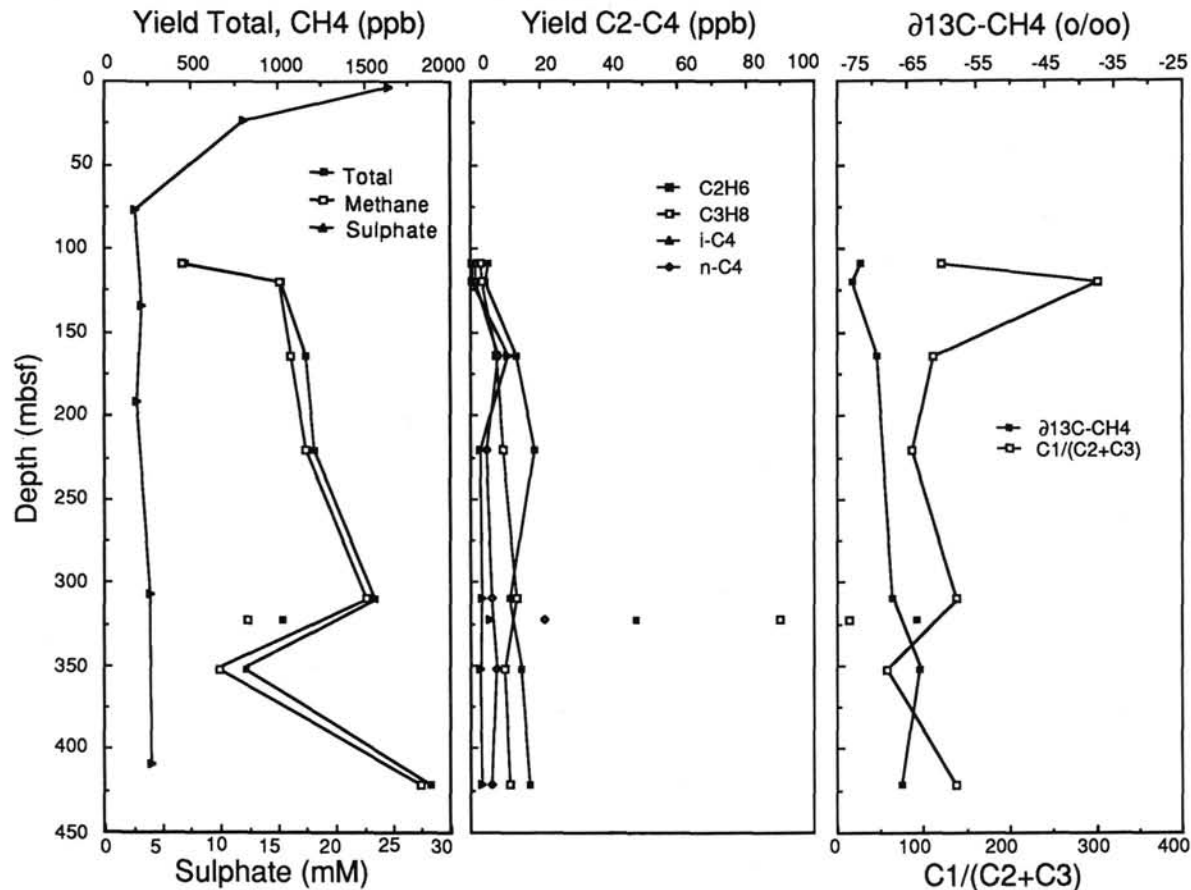 Yield Total, CH4 (ppb)
Yield C2-C4 (ppb)
∂13C-CH4 (o/oo)
0 500 1000 1500 2000
0 20 40 60 80 100
-75 -65 -55 -45 -35 -25
0
50
100
150
200
250
300
350
400
450
Depth (mbsf)
Total
Methane
Sulphate
C2H6
C3H8
i-C4
n-C4
∂13C-CH4
C1/(C2+C3)
0 5 10 15 20 30
0 100 200 300 400
Sulphate (mM)
C1/(C2+C3)